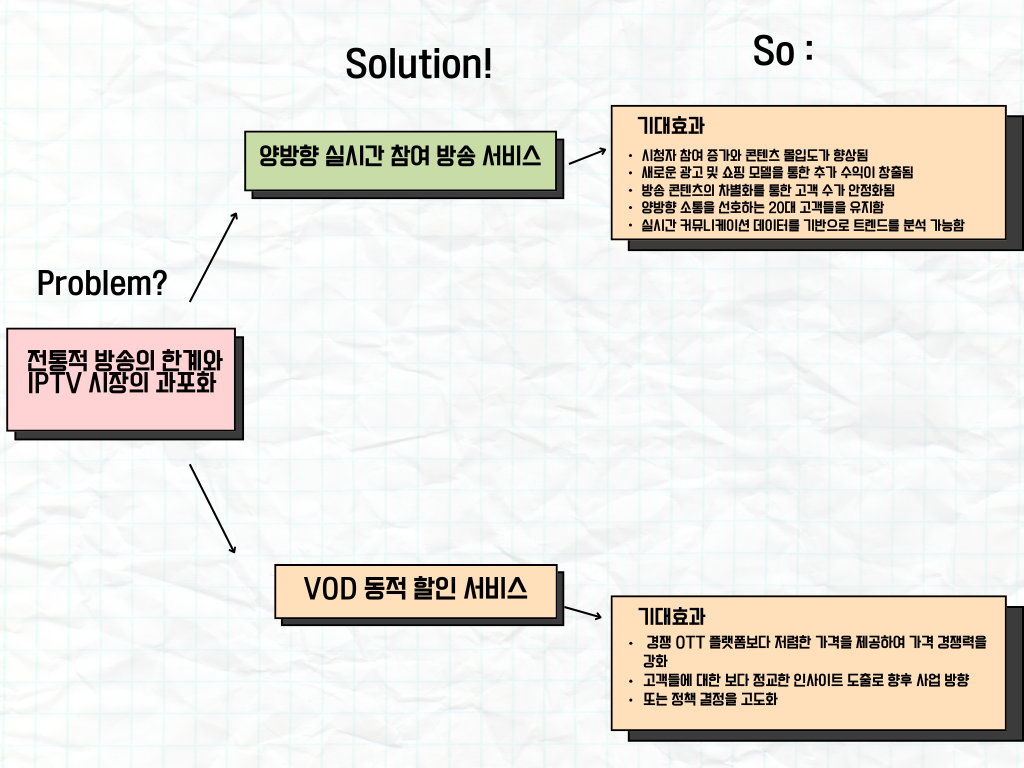 Solution!
So :
양방향 실시간 참여 방송 서비스
기대효과
• 시청자 참여 증가와 콘텐츠 몰입도가 향상됨
• 새로운 광고 및 쇼핑 모델을 통한 추가 수익이 창출됨
• 방송 콘텐츠의 차별화를 통한 고객 수가 안정화됨
• 양방향 소통을 선호하는 20대 고객들을 유지함
• 실시간 커뮤니케이션 데이터를 기반으로 트렌드를 분석 가능함
Problem?
전통적 방송의 한계와
IPTV 시장의 과포화
VOD 동적 할인 서비스
기대효과
• 경쟁 OTT 플랫폼보다 저렴한 가격을 제공하여 가격 경쟁력을
강화
• 고객들에 대한 보다 정교한 인사이트 도출로 향후 사업 방향
• 또는 정책 결정을 고도화